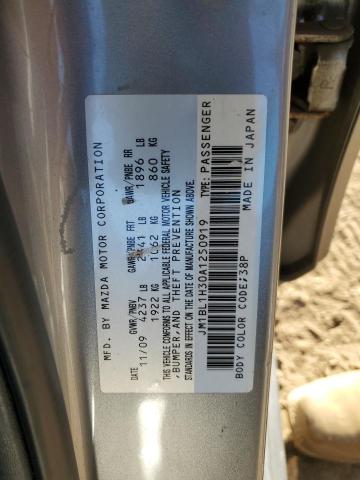 MFD. BY MAZDA MOTOR CORPORATION
GVWR/PNBV GAWR/PNBE FRT GAWR/PNBE RR
DATE 11/09 4237 LB LB 1896 LB
1922 KG KG 860 KG
THIS VEHICLE CONFORMS TO ALL APPLICABLE FEDERAL MOTOR VEHICLE SAFETY
,BUMPER,AND THEFT PREVENTION
STANDARDS IN EFFECT ON THE DATE OF MANUFACTURE SHOWN ABOVE.
JM1BL1H30A1230919 TYPE: PASSENGER
BODY COLOR CODE;38P MADE IN JAPAN